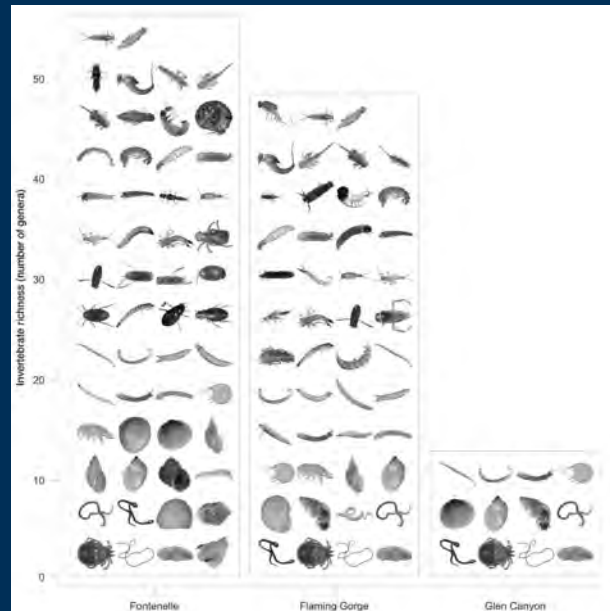 Invertebrate richness (number of genera)
50
40
30
20
10
0
Fontenelle
Flaming Gorge
Glen Canyon